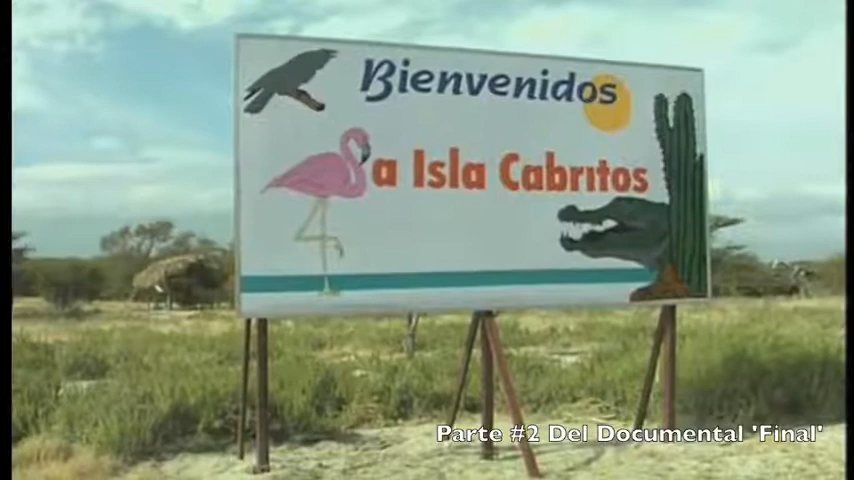 Bienvenidos
a Isla Cabritos
Parte #2 Del Documental 'Final'